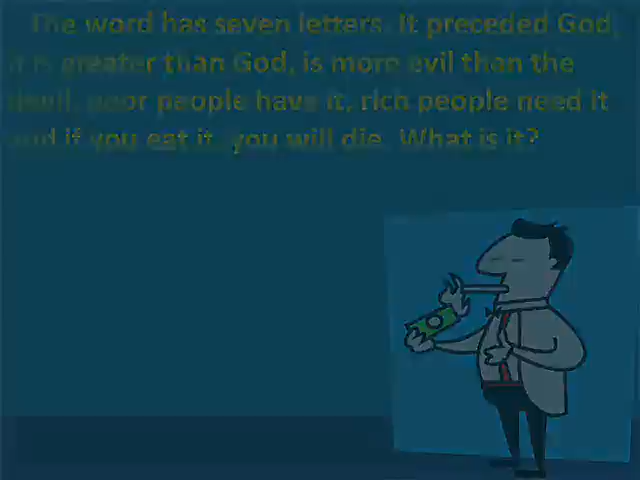 The word has seven letters. It preceded God,
it is greater than God, is more evil than the
devil, poor people have it, rich people need it
and if you eat it, you will die. What is it?